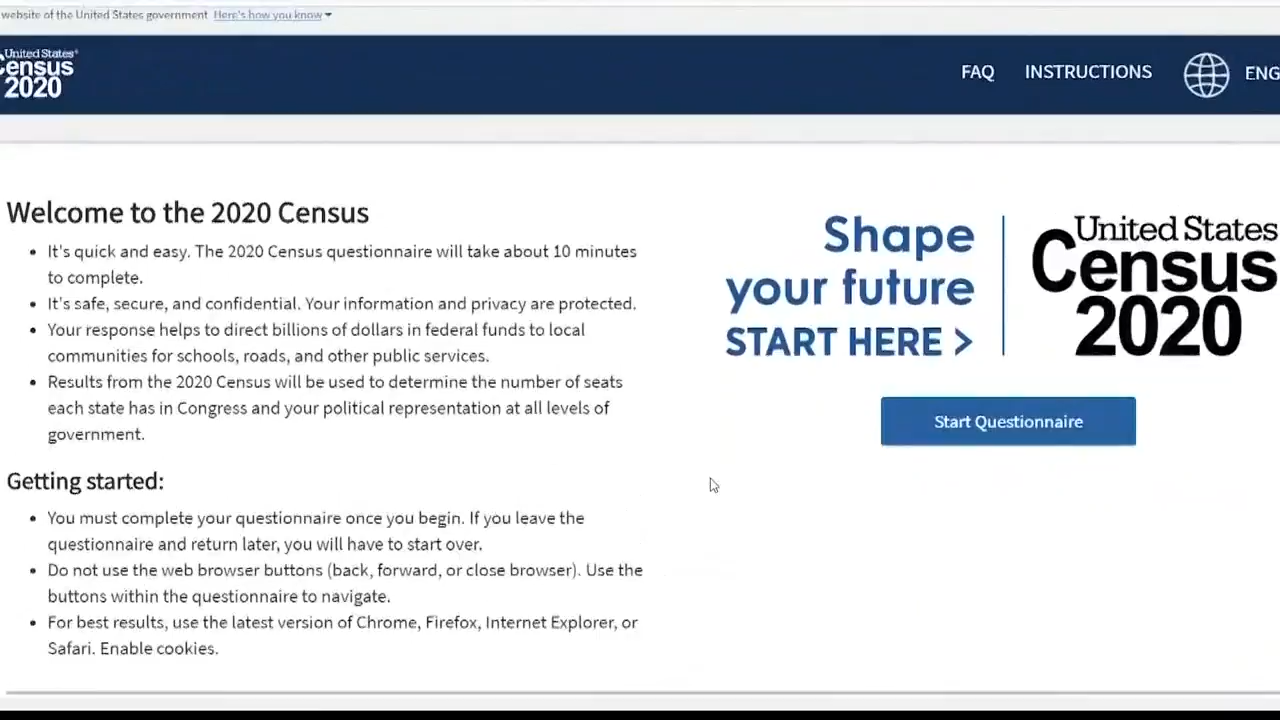 website of the United States government Here's how you know
United States®
Census
2020
FAQ INSTRUCTIONS ENG
Welcome to the 2020 Census
• It's quick and easy. The 2020 Census questionnaire will take about 10 minutes
to complete.
• It's safe, secure, and confidential. Your information and privacy are protected.
• Your response helps to direct billions of dollars in federal funds to local
communities for schools, roads, and other public services.
• Results from the 2020 Census will be used to determine the number of seats
each state has in Congress and your political representation at all levels of
government.
Getting started:
• You must complete your questionnaire once you begin. If you leave the
questionnaire and return later, you will have to start over.
• Do not use the web browser buttons (back, forward, or close browser). Use the
buttons within the questionnaire to navigate.
• For best results, use the latest version of Chrome, Firefox, Internet Explorer, or
Safari. Enable cookies.
Shape
your future
START HERE >
United States
Census
2020
Start Questionnaire